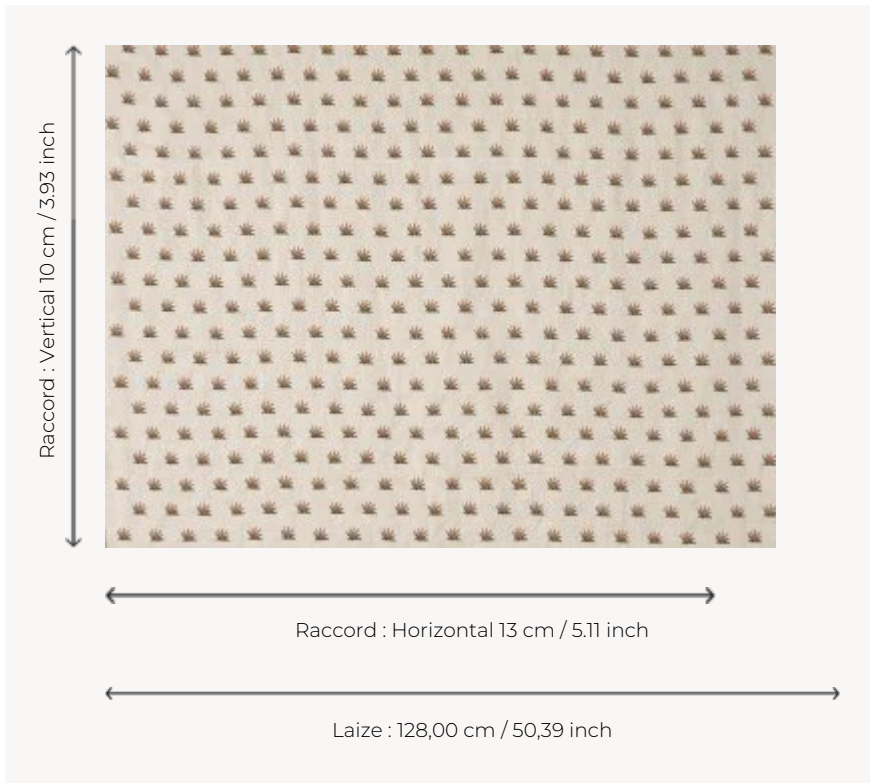 Raccord : Vertical 10 cm / 3.93 inch
Raccord : Horizontal 13 cm / 5.11 inch
Laize : 128,00 cm / 50,39 inch